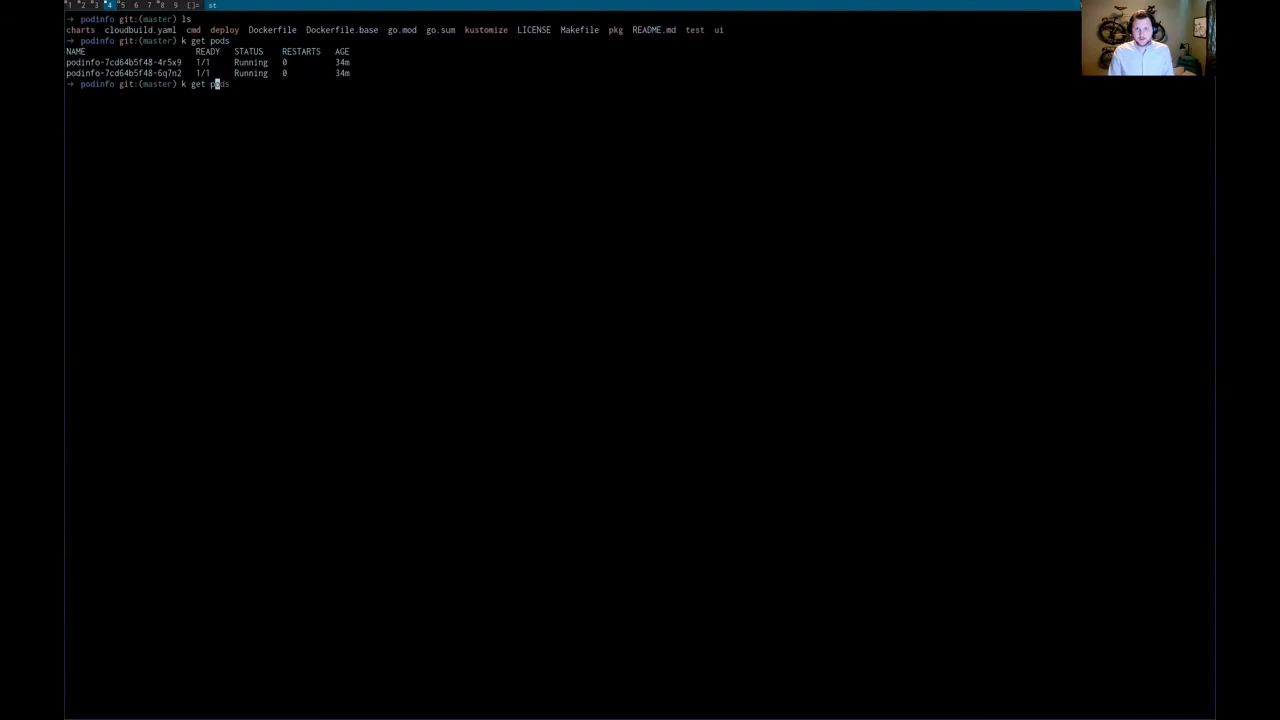 1 2 3 4 5 6 7 8 9 []= st
→ podinfo git:(master) ls
charts cloudbuild.yaml cmd deploy Dockerfile Dockerfile.base go.mod go.sum kustomize LICENSE Makefile pkg README.md test ui
→ podinfo git:(master) k get pods
NAME READY STATUS RESTARTS AGE
podinfo-7cd64b5f48-4r5x9 1/1 Running 0 34m
podinfo-7cd64b5f48-6q7n2 1/1 Running 0 34m
→ podinfo git:(master) k get pods